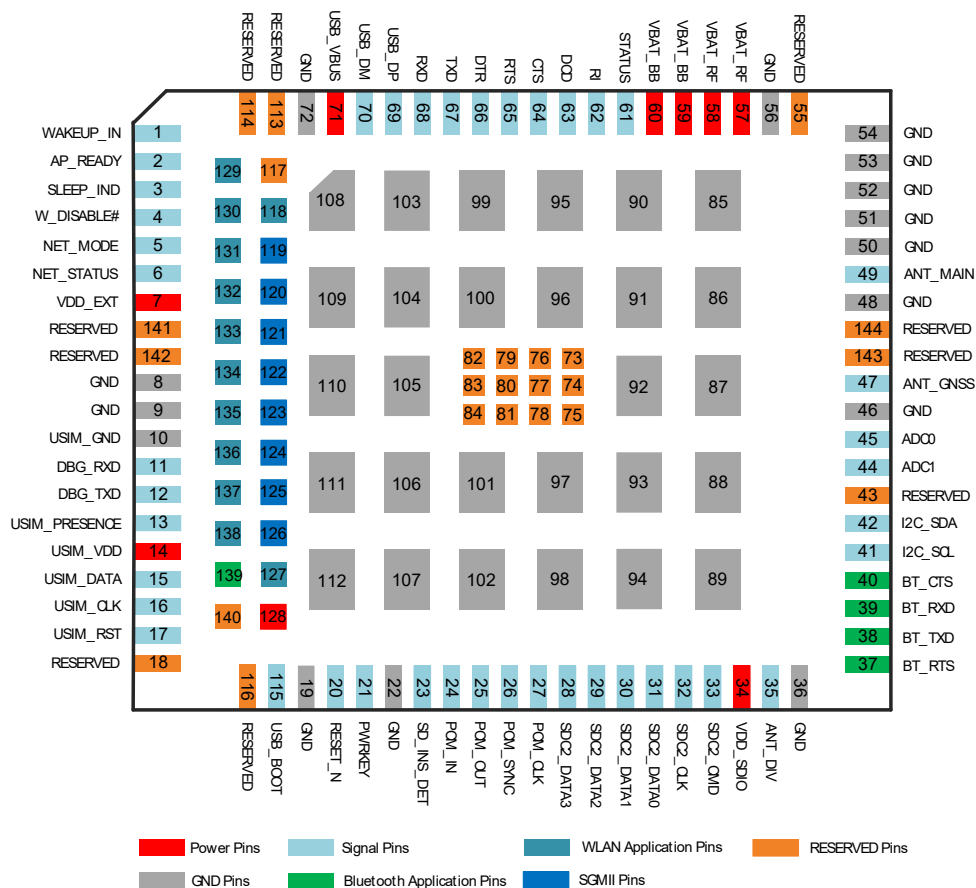 RESERVED
RESERVED
GND
USB_VBUS
USB_DM
USB_DP
RXD
TXD
DTR
RTS
CTS
DCD
RI
STATUS
VBAT_BB
VBAT_BB
VBAT_RF
VBAT_RF
GND
RESERVED
114
113
72
71
70
69
68
67
66
65
64
63
62
61
60
59
58
57
56
55
WAKEUP_IN 1
AP_READY 2
SLEEP_IND 3
W_DISABLE# 4
NET_MODE 5
NET_STATUS 6
VDD_EXT 7
RESERVED 141
RESERVED 142
GND 8
GND 9
USIM_GND 10
DBG_RXD 11
DBG_TXD 12
USIM_PRESENCE 13
USIM_VDD 14
USIM_DATA 15
USIM_CLK 16
USIM_RST 17
RESERVED 18
129 117
130 118
131 119
132 120
133 121
134 122
135 123
136 124
137 125
138 126
139 127
140 128
108 103 99 95 90 85
109 104 100 96 91 86
82 79 76 73
110 105 83 80 77 74 92 87
84 81 78 75
111 106 101 97 93 88
112 107 102 98 94 89
54 GND
53 GND
52 GND
51 GND
50 GND
49 ANT_MAIN
48 GND
144 RESERVED
143 RESERVED
47 ANT_GNSS
46 GND
45 ADC0
44 ADC1
43 RESERVED
42 I2C_SDA
41 I2C_SCL
40 BT_CTS
39 BT_RXD
38 BT_TXD
37 BT_RTS
116
115
19
20
21
22
23
24
25
26
27
28
29
30
31
32
33
34
35
36
RESERVED
USB_BOOT
GND
RESET_N
PWRKEY
GND
SD_INS_DET
PCM_IN
PCM_OUT
PCM_SYNC
PCM_CLK
SDC2_DATA3
SDC2_DATA2
SDC2_DATA1
SDC2_DATA0
SDC2_CLK
SDC2_CMD
VDD_SDIO
ANT_DIV
GND
Power Pins
Signal Pins
WLAN Application Pins
RESERVED Pins
GND Pins
Bluetooth Application Pins
SGMII Pins